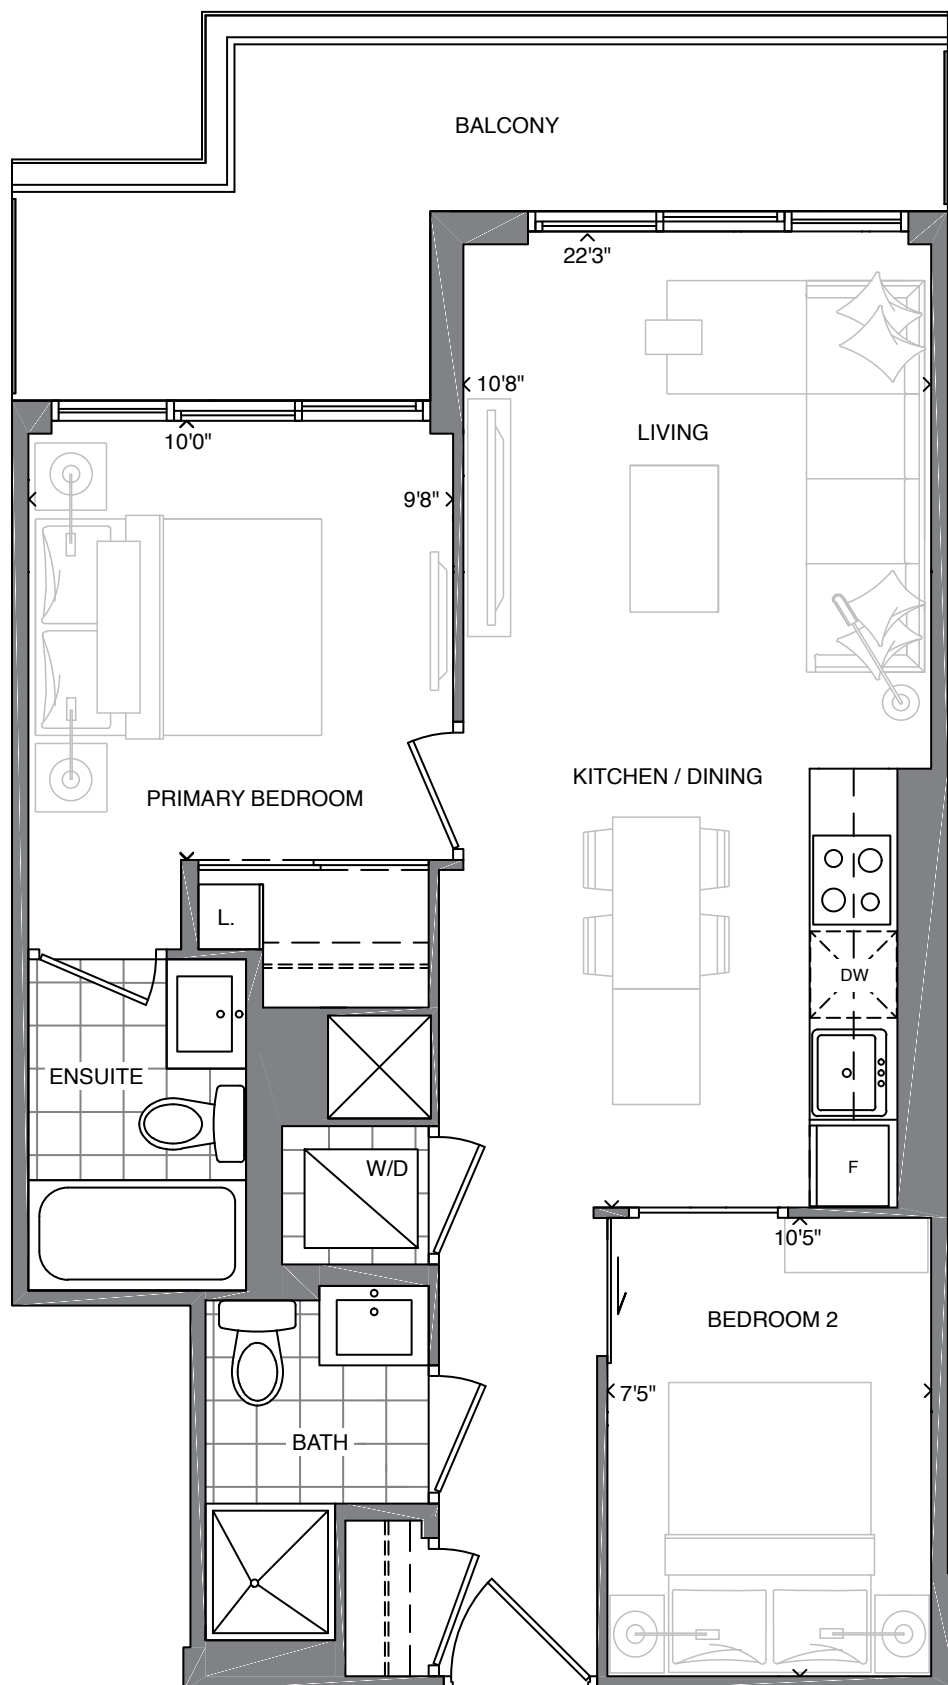 BALCONY
22'3"
10'8"
LIVING
10'0"
9'8"
KITCHEN / DINING
PRIMARY BEDROOM
L.
DW
ENSUITE
W/D
F
10'5"
BEDROOM 2
7'5"
BATH